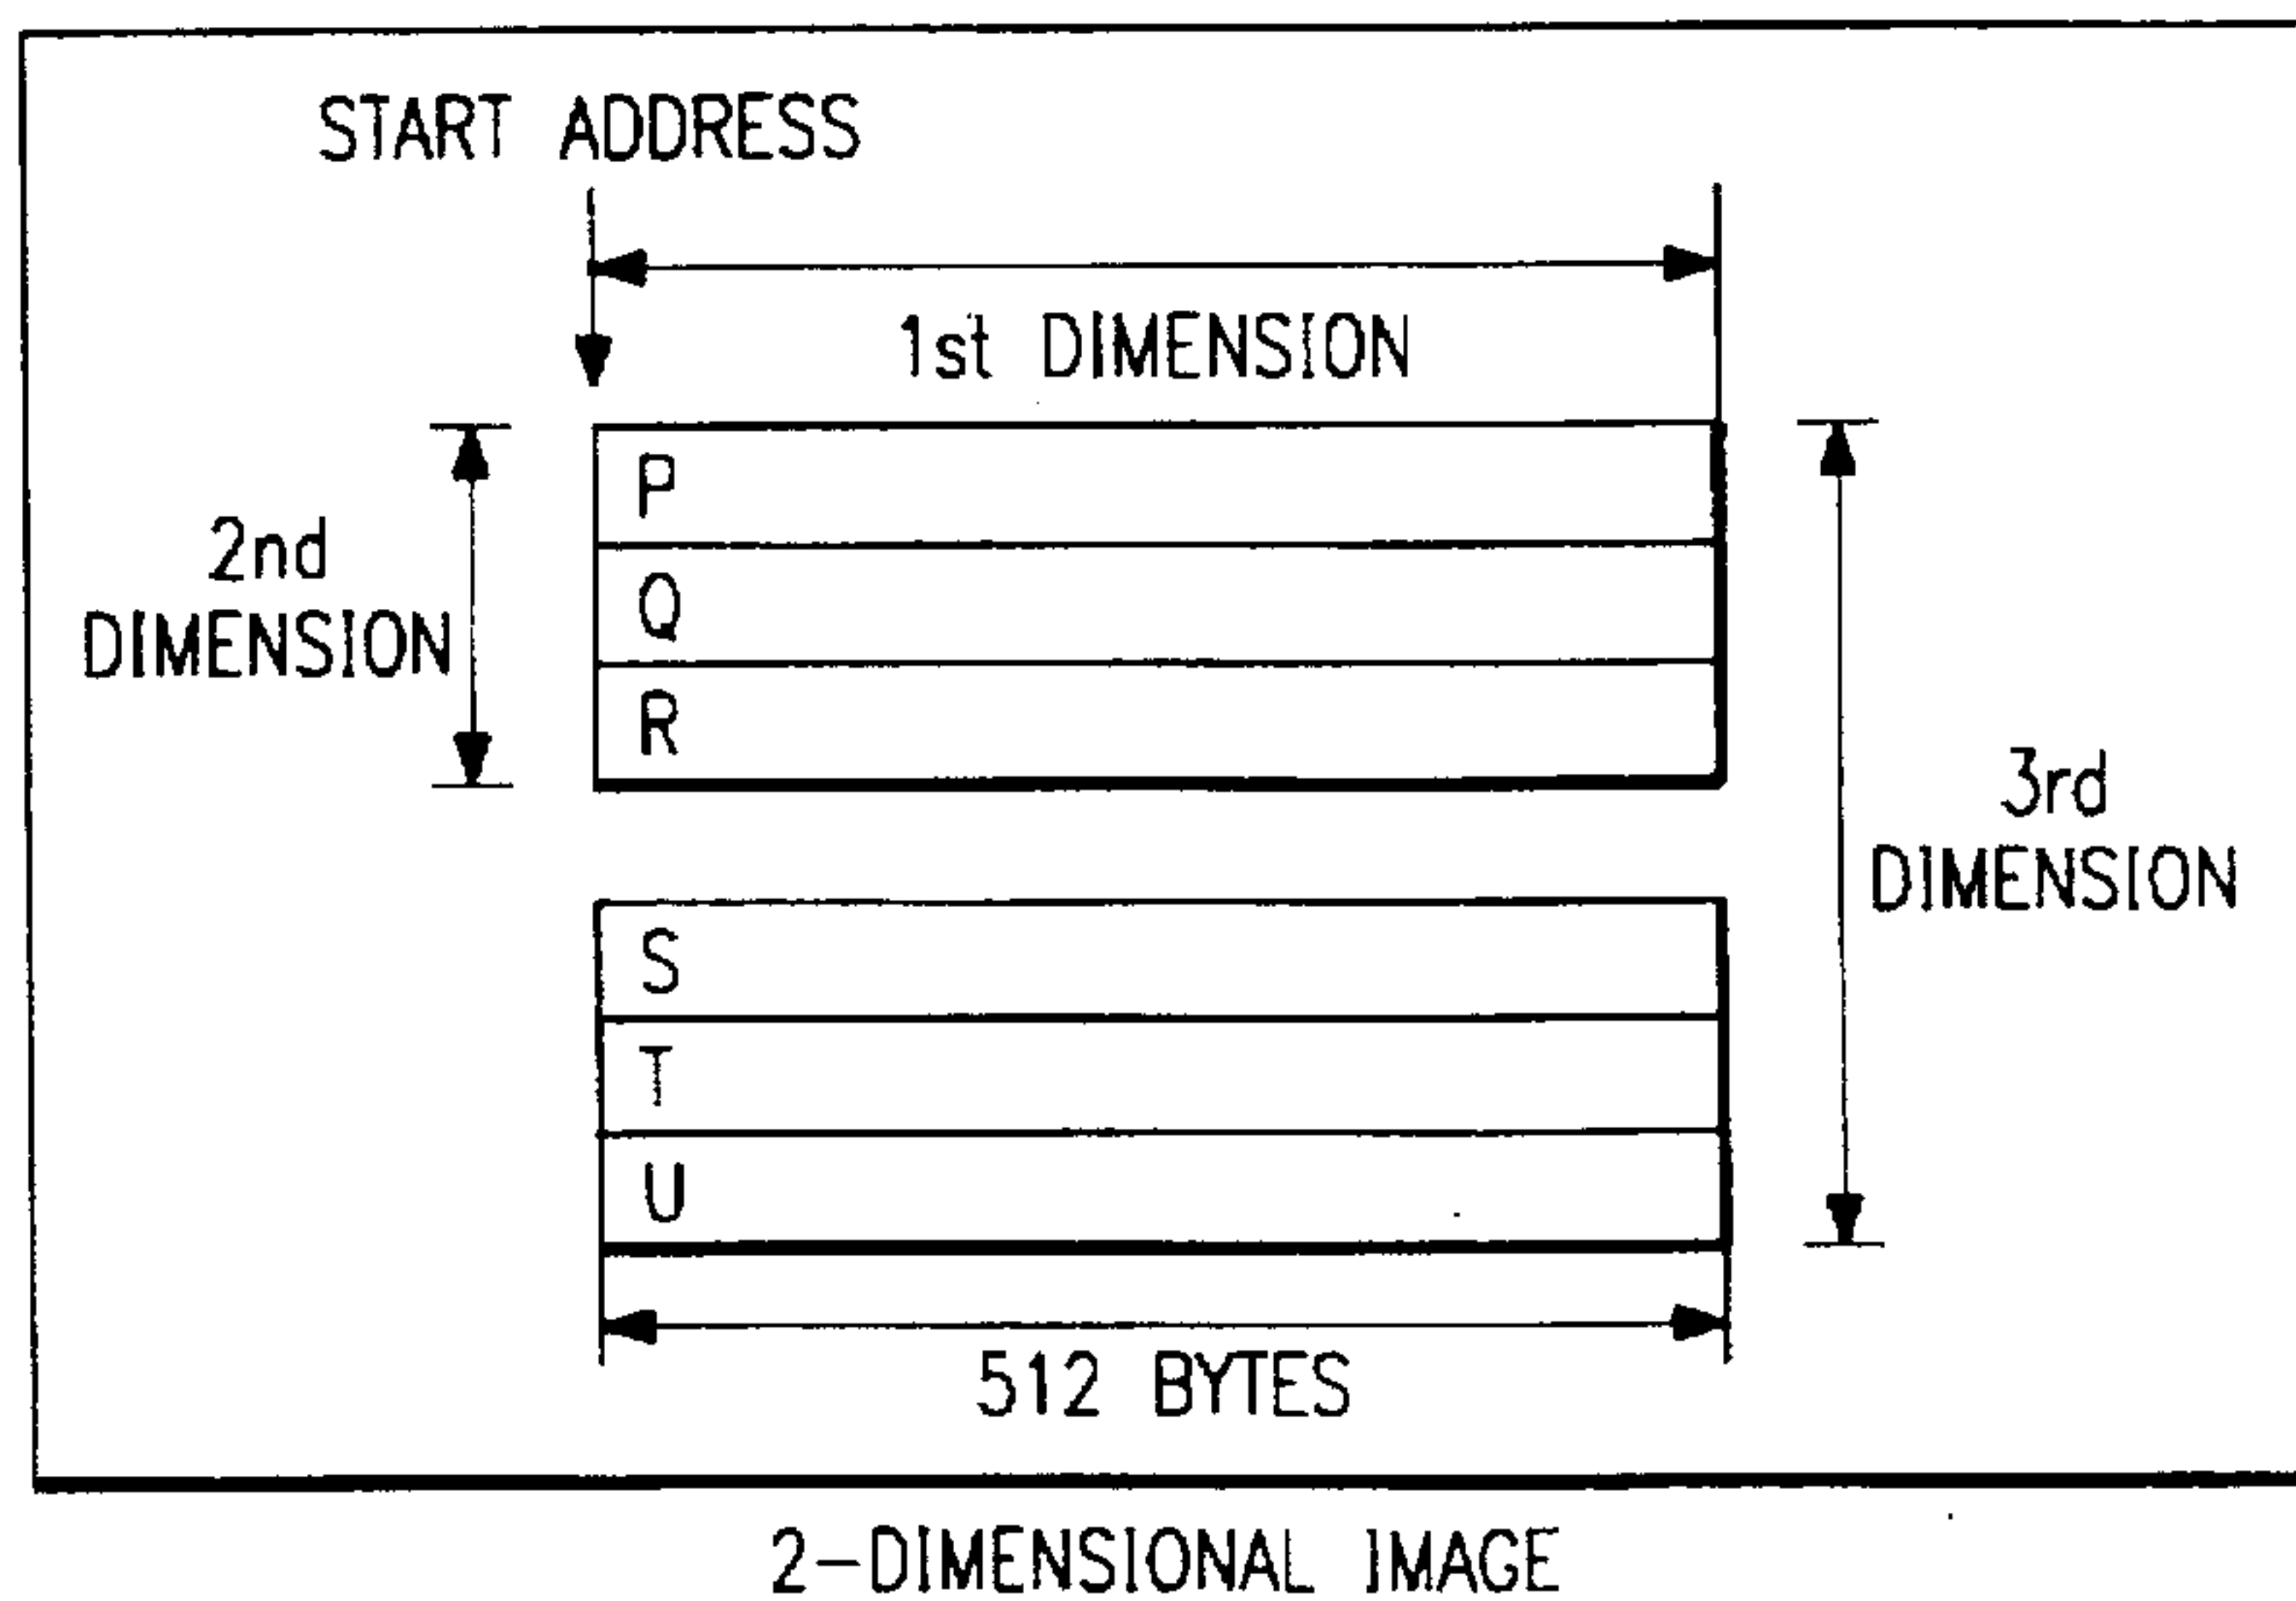 START ADDRESS
1st DIMENSION
2nd
DIMENSION
P
Q
R
3rd
DIMENSION
S
T
U
512 BYTES
2-DIMENSIONAL IMAGE